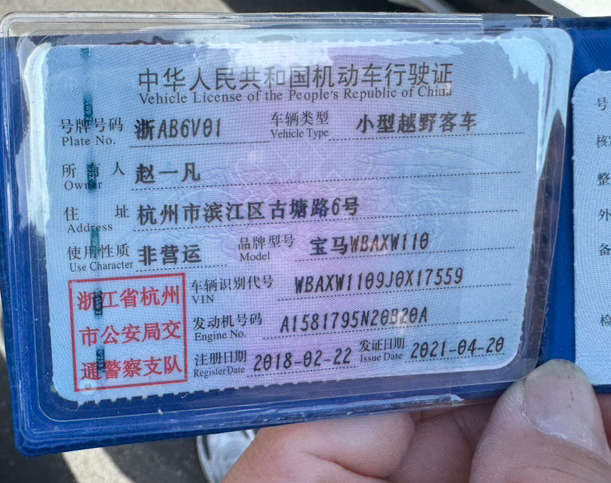 中华人民共和国机动车行驶证
Vehicle License of the People's Republic of China
号牌号码 浙AB6V01 车辆类型 小型越野客车
Plate No. Vehicle Type
所有人 赵一凡
Owner
住址 杭州市滨江区古塘路6号
Address
使用性质 非营运 品牌型号 宝马WBAXW110
Use Character Model
浙江省杭州
市公安局交
通警察支队
车辆识别代号 WBAXW1109J0X17559
VIN
发动机号码 A1581795N20B20A
Engine No.
注册日期 2018-02-22 发证日期 2021-04-20
Register Date Issue Date
号
核
整
外
备
检